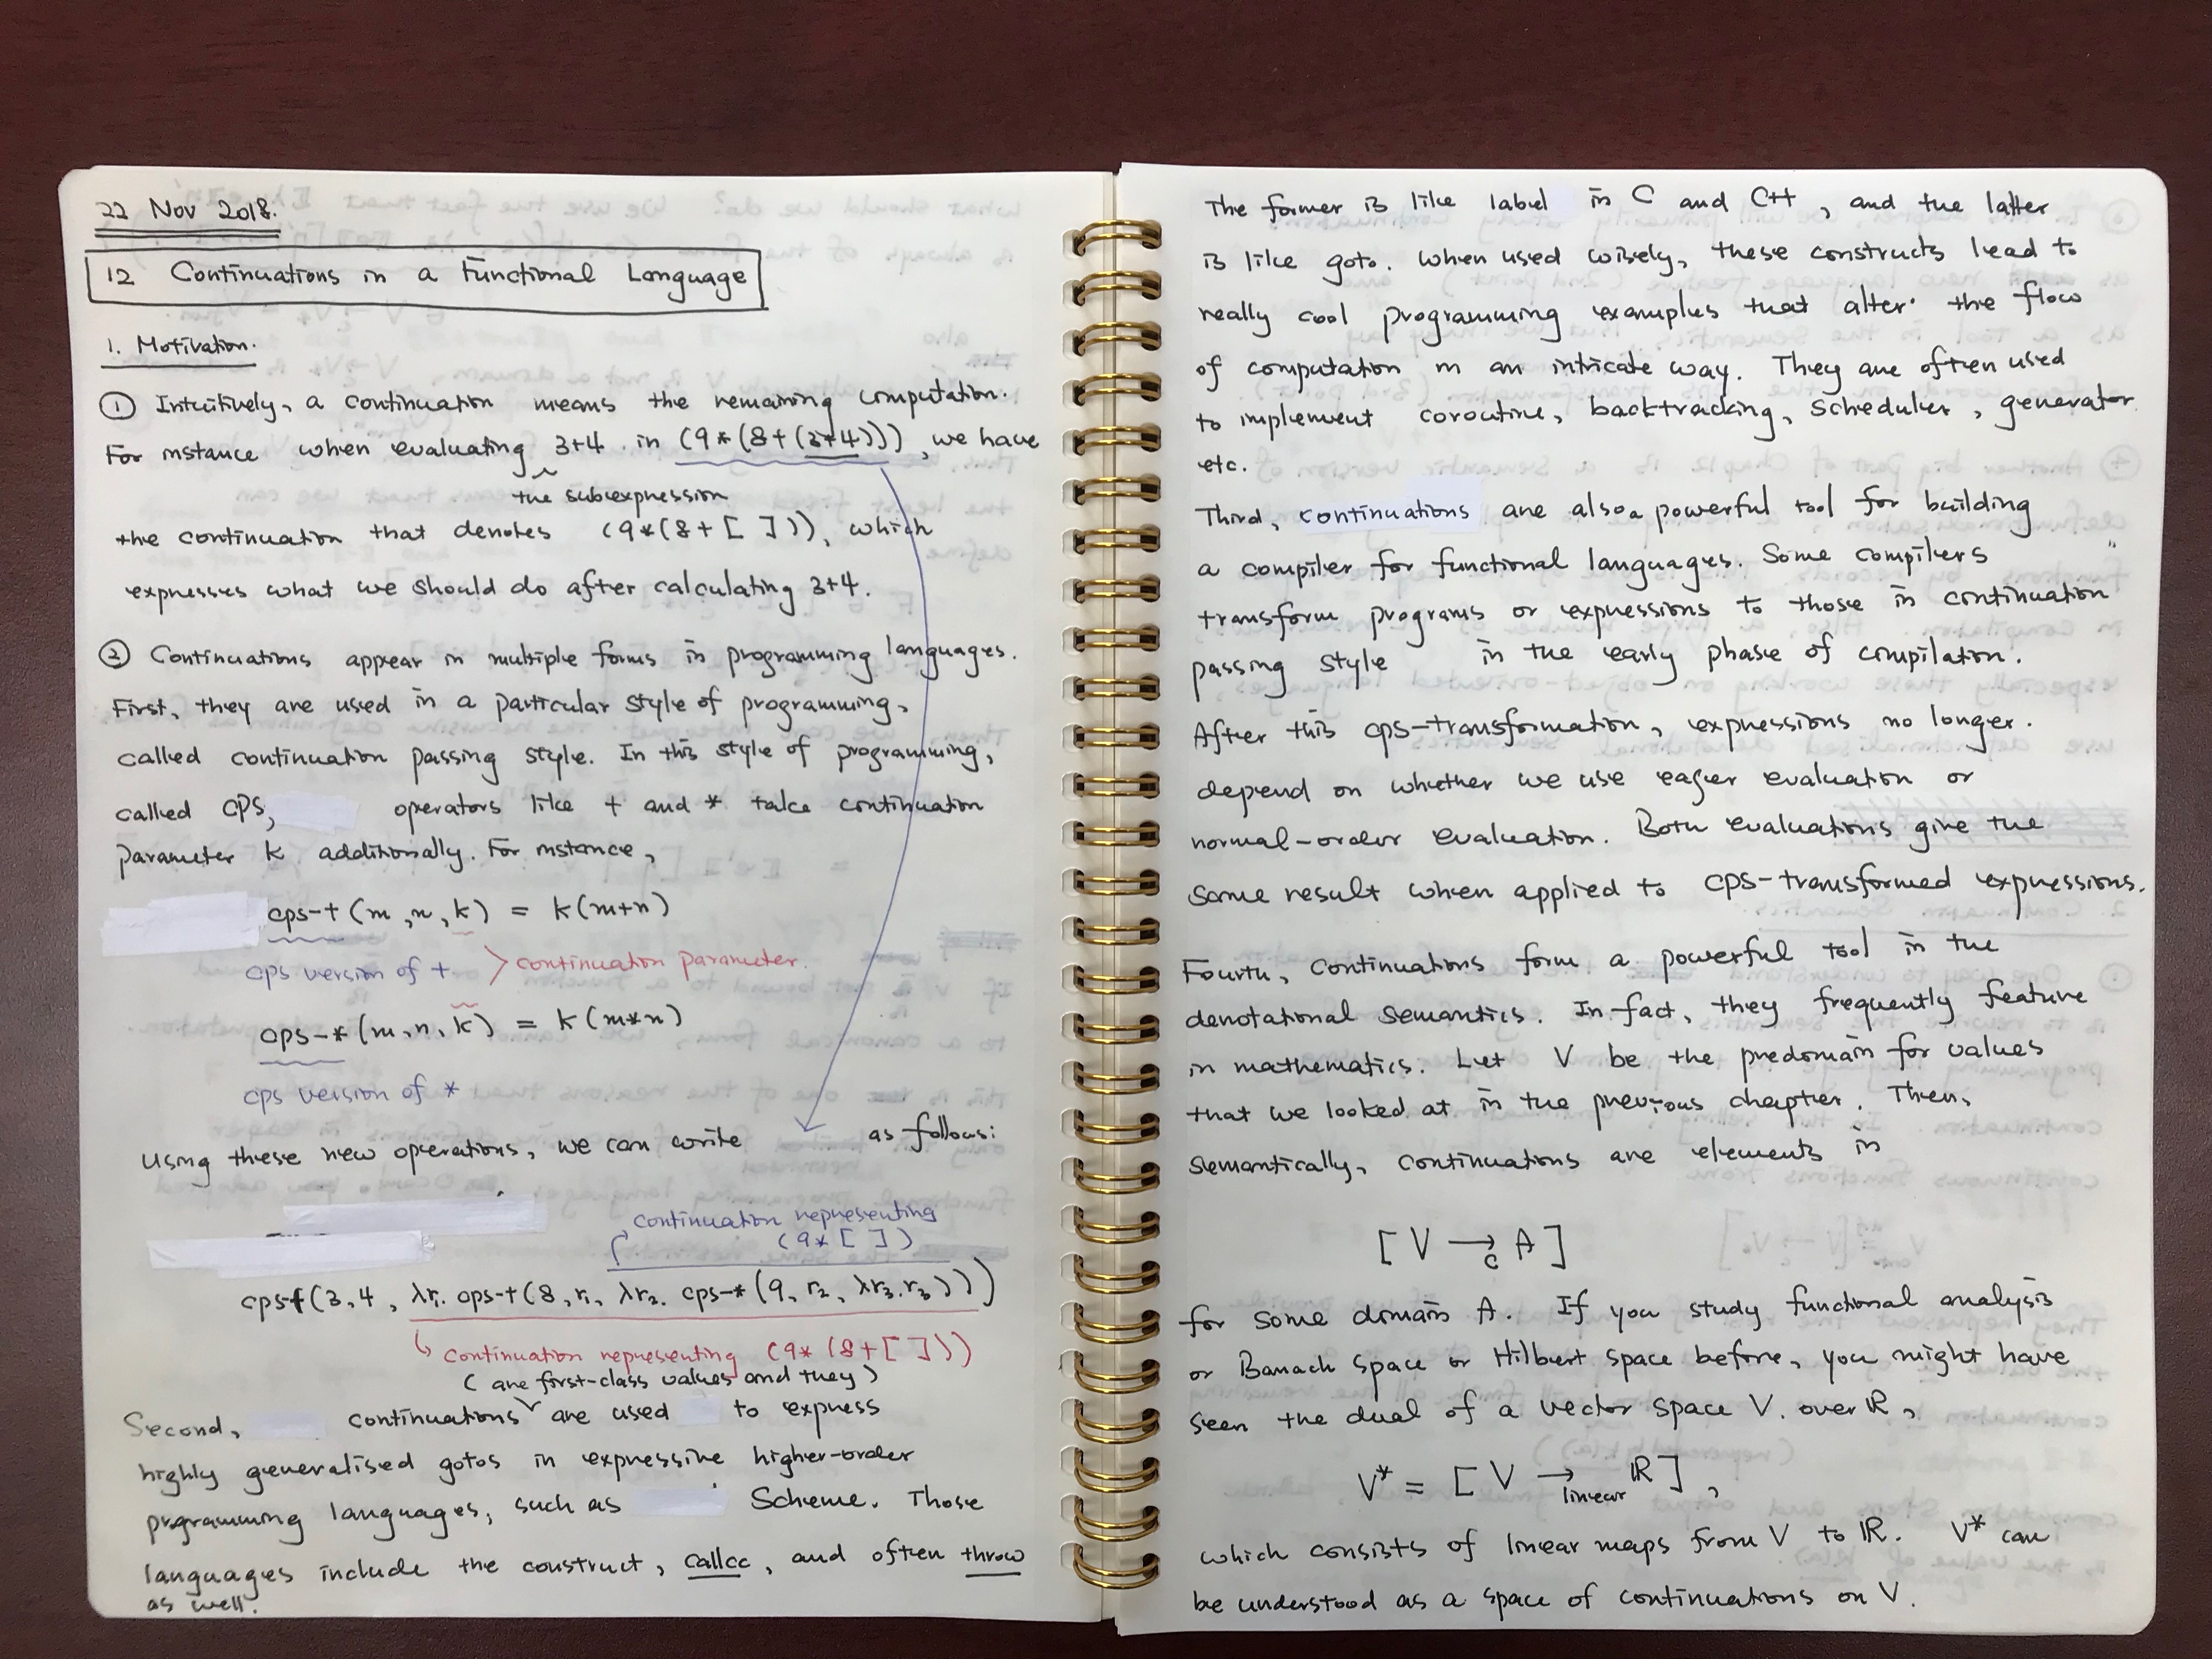 22 Nov 2018.
12 Continuations in a Functional Language
1. Motivation.
① Intuitively, a continuation means the remaining computation.
For instance when evaluating 3+4 in (9*(8+(3+4))), we have
the subexpression
the continuation that denotes (9*(8+[ ])), which
expresses what we should do after calculating 3+4.
② Continuations appear in multiple forms in programming languages.
First, they are used in a particular style of programming,
called continuation passing style. In this style of programming,
called cps, operators like + and * take continuation
parameter k additionally. For instance,
cps-+(m,n,k) = k(m+n)
cps version of + > continuation parameter.
cps-*(m,n,k) = k(m*n)
cps version of *
Using these new operations, we can write as follows:
continuation representing
(9*[ ])
cps-+(3,4, λr₁. cps-+(8,r₁, λr₂. cps-*(9,r₂, λr₃.r₃)))
↳ continuation representing (9*(8+[ ]))
(are first-class values and they)
Second, continuations are used to express
highly generalised gotos in expressive higher-order
prgramming languages, such as Scheme. Those
languages include the construct, callcc, and often throw
as well.
The former is like label in C and C++, and the latter
is like goto. When used wisely, these constructs lead to
really cool programming examples that alter the flow
of computation in an intricate way. They are often used
to implement coroutine, backtracking, scheduler, generator
etc.
Third, continuations are also a powerful tool for building
a compiler for functional languages. Some compilers
transform programs or expressions to those in continuation
passing style in the early phase of compilation.
After this cps-transformation, expressions no longer
depend on whether we use eager evaluation or
normal-order evaluation. Both evaluations give the
same result when applied to cps-transformed expressions.
Fourth, continuations form a powerful tool in the
denotational semantics. In fact, they frequently feature
in mathematics. Let V be the predomain for values
that we looked at in the previous chapter. Then,
semantically, continuations are elements in
[V →c A]
for some domain A. If you study functional analysis
or Banach space or Hilbert space before, you might have
seen the dual of a vector space V over ℝ,
V* = [V →linear ℝ],
which consists of linear maps from V to ℝ. V* can
be understood as a space of continuations on V.